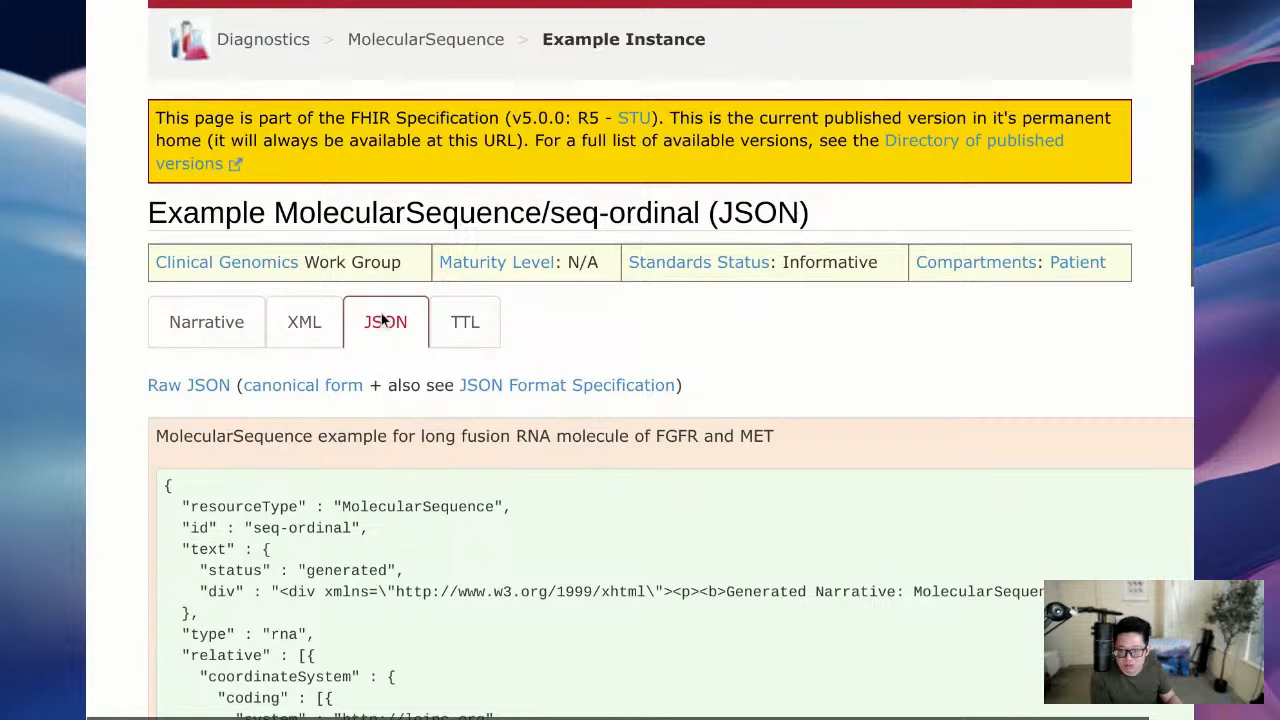 Diagnostics > MolecularSequence > Example Instance
This page is part of the FHIR Specification (v5.0.0: R5 - STU). This is the current published version in it's permanent
home (it will always be available at this URL). For a full list of available versions, see the Directory of published
versions
Example MolecularSequence/seq-ordinal (JSON)
Clinical Genomics Work Group Maturity Level: N/A Standards Status: Informative Compartments: Patient
Narrative XML JSON TTL
Raw JSON (canonical form + also see JSON Format Specification)
MolecularSequence example for long fusion RNA molecule of FGFR and MET
{
"resourceType" : "MolecularSequence",
"id" : "seq-ordinal",
"text" : {
"status" : "generated",
"div" : "<div xmlns=\"http://www.w3.org/1999/xhtml\"><p><b>Generated Narrative: MolecularSequen
},
"type" : "rna",
"relative" : [{
"coordinateSystem" : {
"coding" : [{
"system" : "http://loinc.org"